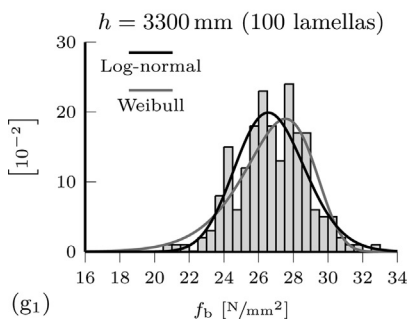 h = 3300 mm (100 lamellas)
30
Log-normal
Weibull
20
[10⁻²]
10
0
16 18 20 22 24 26 28 30 32 34
(g₁)
f_b [N/mm²]